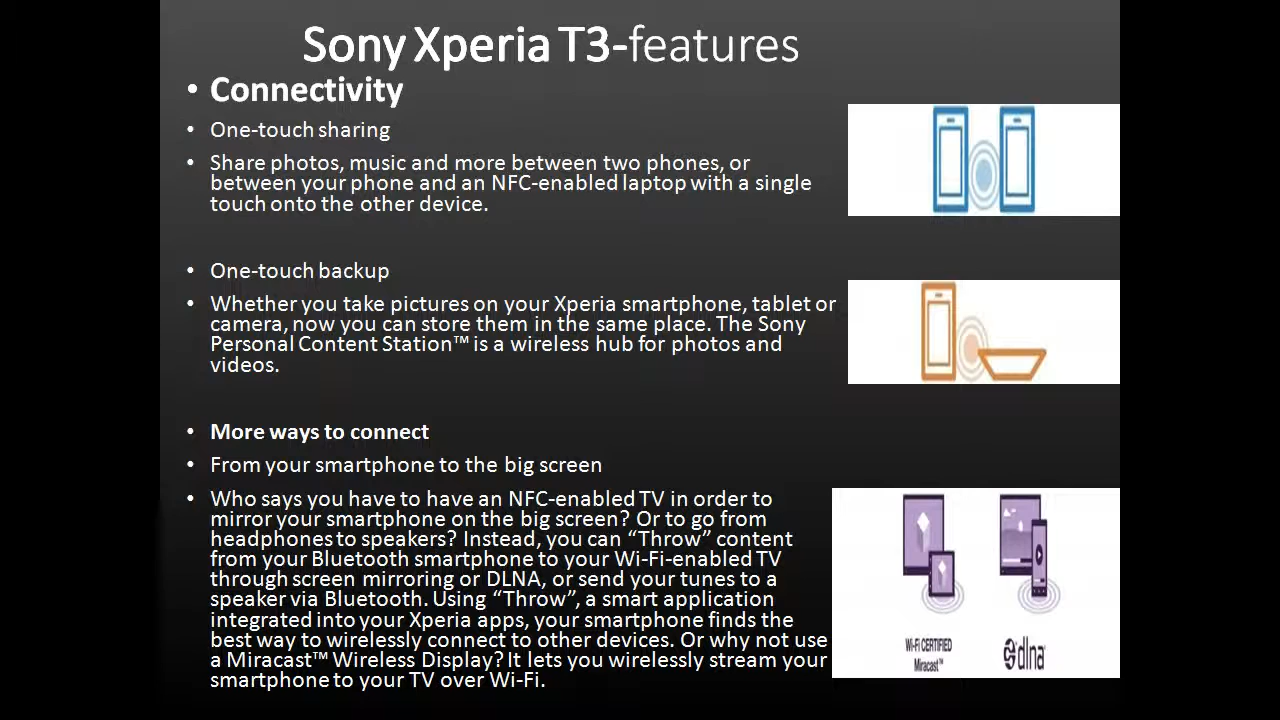 Sony Xperia T3-features
• Connectivity
• One-touch sharing
• Share photos, music and more between two phones, or
between your phone and an NFC-enabled laptop with a single
touch onto the other device.
• One-touch backup
• Whether you take pictures on your Xperia smartphone, tablet or
camera, now you can store them in the same place. The Sony
Personal Content Station™ is a wireless hub for photos and
videos.
• More ways to connect
• From your smartphone to the big screen
• Who says you have to have an NFC-enabled TV in order to
mirror your smartphone on the big screen? Or to go from
headphones to speakers? Instead, you can “Throw” content
from your Bluetooth smartphone to your Wi-Fi-enabled TV
through screen mirroring or DLNA, or send your tunes to a
speaker via Bluetooth. Using “Throw”, a smart application
integrated into your Xperia apps, your smartphone finds the
best way to wirelessly connect to other devices. Or why not use
a Miracast™ Wireless Display? It lets you wirelessly stream your
smartphone to your TV over Wi-Fi.
Wi-Fi CERTIFIED
Miracast™
dlna